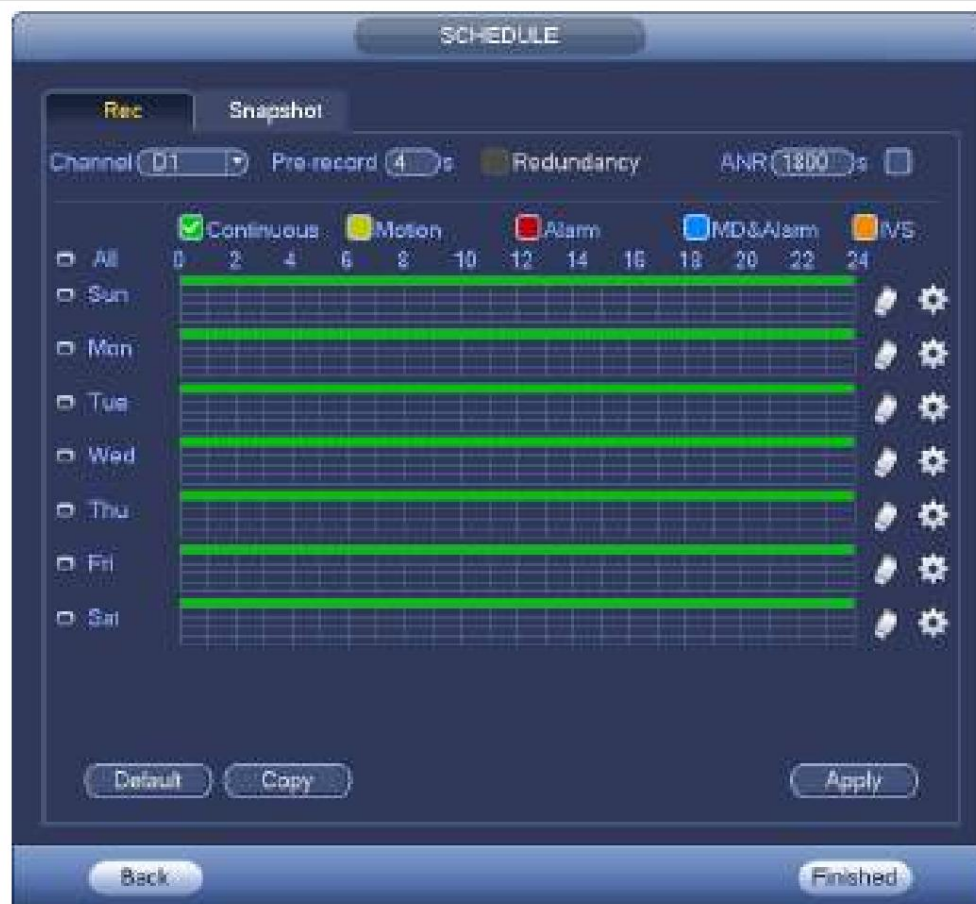 SCHEDULE
Rec Snapshot
Channel D1 Pre-record 4 s Redundancy ANR 1800 s
Continuous Motion Alarm MD&Alarm IVS
All 0 2 4 6 8 10 12 14 16 18 20 22 24
Sun
Mon
Tue
Wed
Thu
Fri
Sat
Default Copy Apply
Back Finished